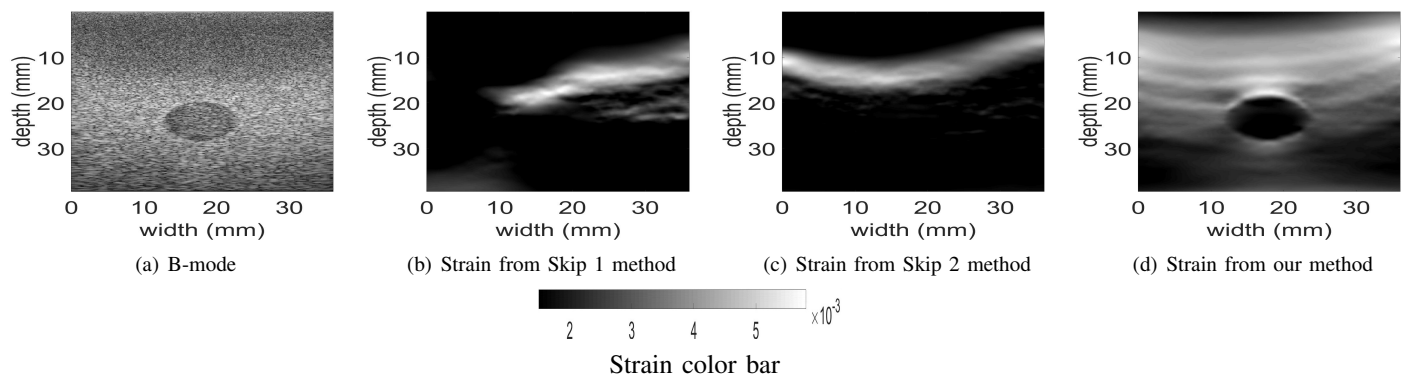 10
20
30
depth (mm)
0 10 20 30
width (mm)
(a) B-mode
10
20
30
depth (mm)
0 10 20 30
width (mm)
(b) Strain from Skip 1 method
10
20
30
depth (mm)
0 10 20 30
width (mm)
(c) Strain from Skip 2 method
10
20
30
depth (mm)
0 10 20 30
width (mm)
(d) Strain from our method
2 3 4 5 ×10⁻³
Strain color bar